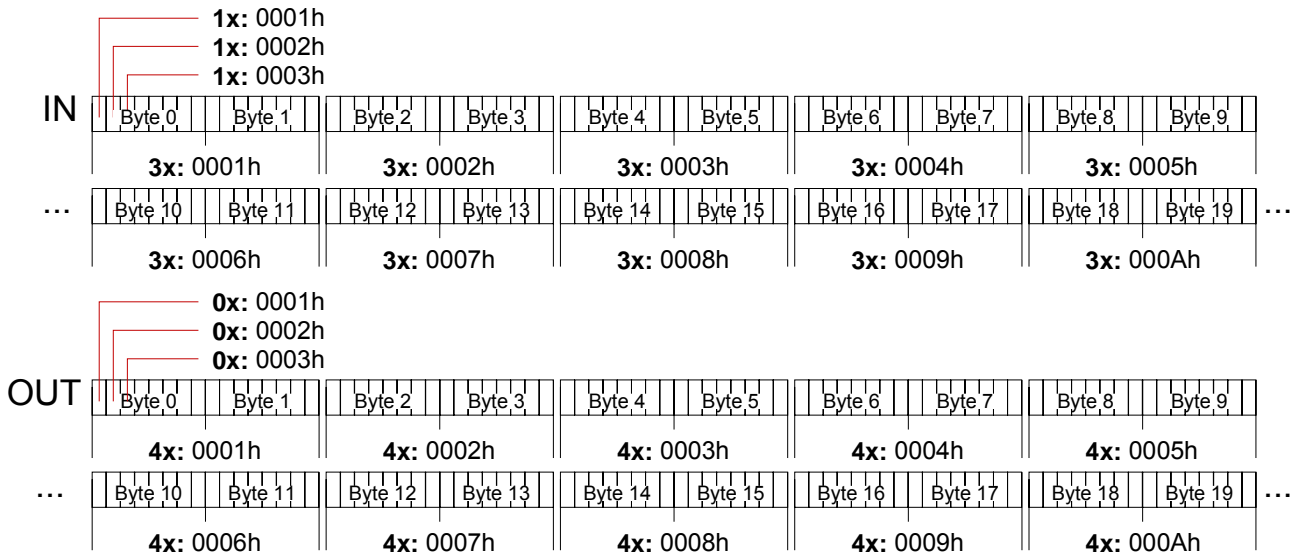 1x: 0001h
1x: 0002h
1x: 0003h
IN Byte 0 Byte 1 Byte 2 Byte 3 Byte 4 Byte 5 Byte 6 Byte 7 Byte 8 Byte 9
3x: 0001h 3x: 0002h 3x: 0003h 3x: 0004h 3x: 0005h
... Byte 10 Byte 11 Byte 12 Byte 13 Byte 14 Byte 15 Byte 16 Byte 17 Byte 18 Byte 19 ...
3x: 0006h 3x: 0007h 3x: 0008h 3x: 0009h 3x: 000Ah
0x: 0001h
0x: 0002h
0x: 0003h
OUT Byte 0 Byte 1 Byte 2 Byte 3 Byte 4 Byte 5 Byte 6 Byte 7 Byte 8 Byte 9
4x: 0001h 4x: 0002h 4x: 0003h 4x: 0004h 4x: 0005h
... Byte 10 Byte 11 Byte 12 Byte 13 Byte 14 Byte 15 Byte 16 Byte 17 Byte 18 Byte 19 ...
4x: 0006h 4x: 0007h 4x: 0008h 4x: 0009h 4x: 000Ah